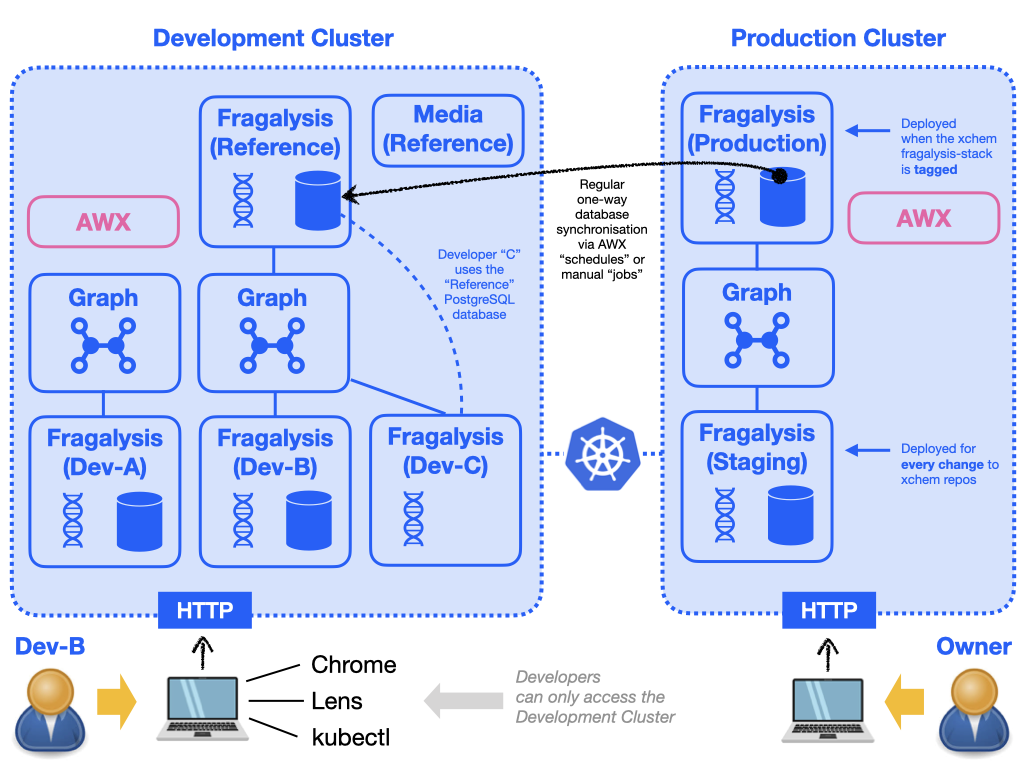 Development Cluster
Production Cluster
Fragalysis
(Reference)
Media
(Reference)
Fragalysis
(Production)
Deployed
when the xchem
fragalysis-stack
is tagged
AWX
Regular
one-way
database
synchronisation
via AWX
“schedules” or
manual “jobs”
AWX
Developer “C”
uses the
“Reference”
PostgreSQL
database
Graph
Graph
Graph
Fragalysis
(Dev-A)
Fragalysis
(Dev-B)
Fragalysis
(Dev-C)
Fragalysis
(Staging)
Deployed for
every change to
xchem repos
HTTP
HTTP
Dev-B
Owner
Chrome
Lens
kubectl
Developers
can only access the
Development Cluster